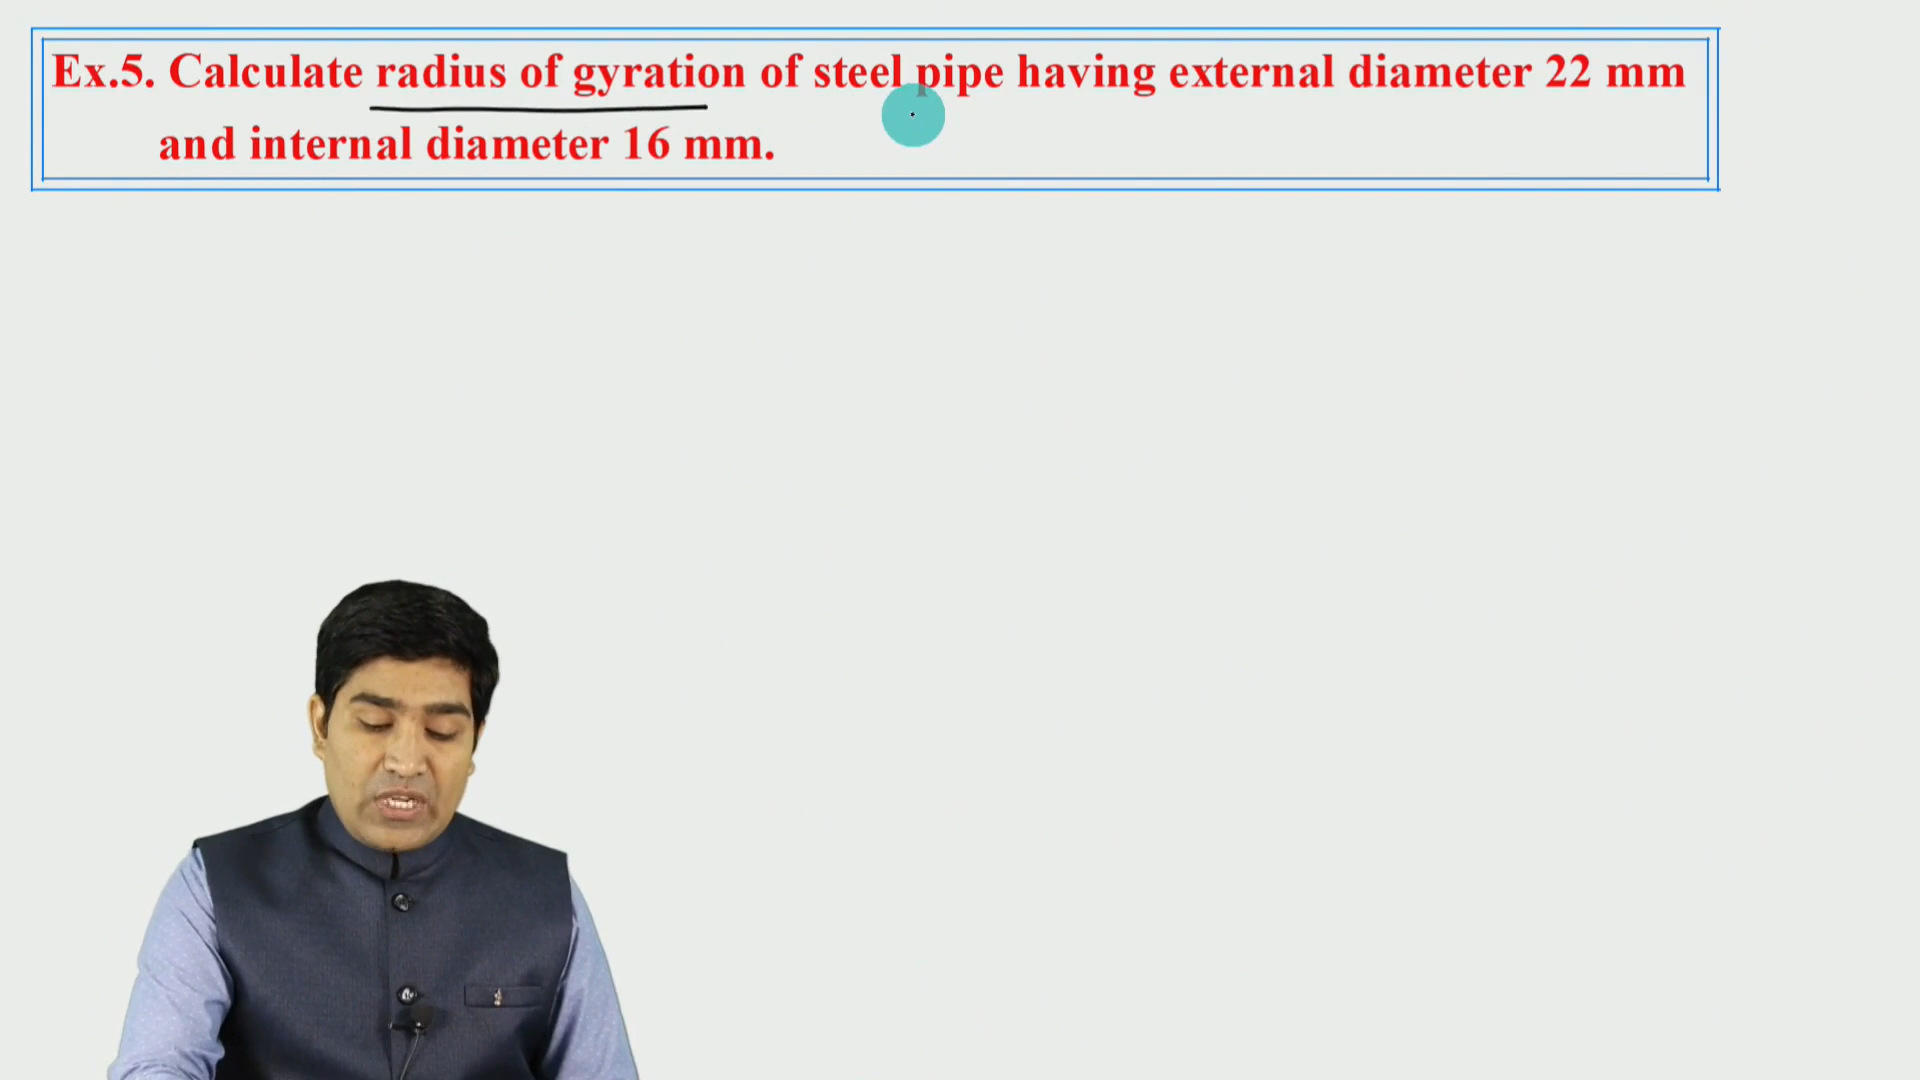 Ex.5. Calculate radius of gyration of steel pipe having external diameter 22 mm
and internal diameter 16 mm.